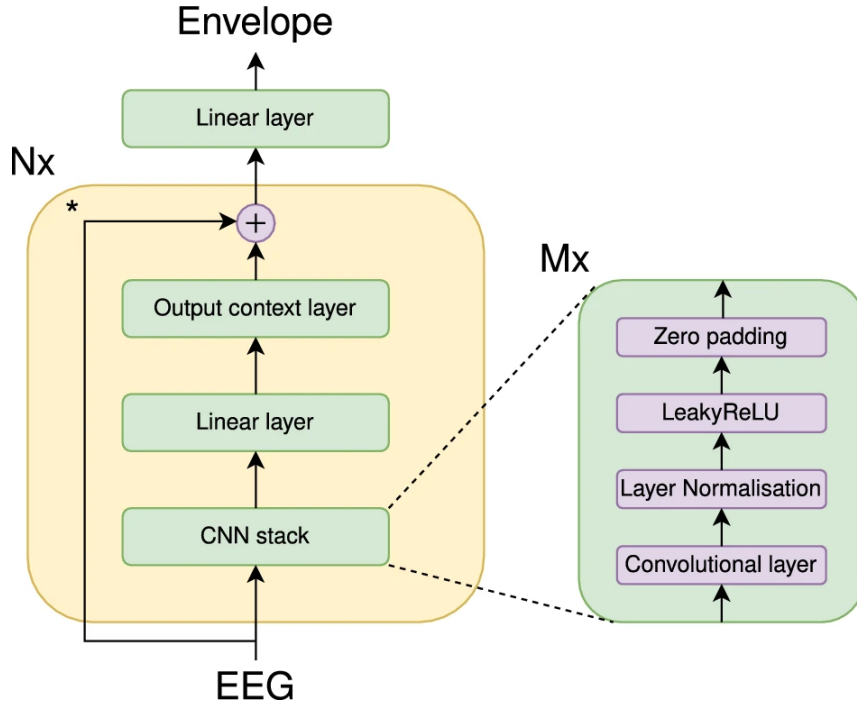 Envelope
Linear layer
Nx
*
+
Output context layer
Linear layer
CNN stack
EEG
Mx
Zero padding
LeakyReLU
Layer Normalisation
Convolutional layer